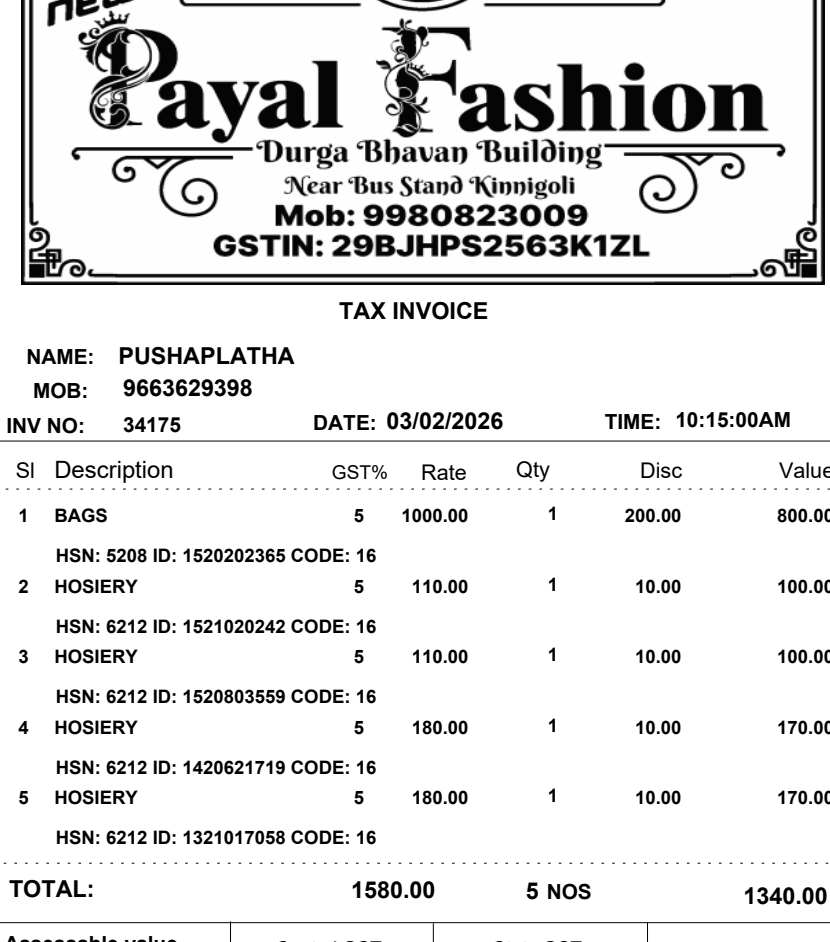 new
Payal Fashion
Durga Bhavan Building
Near Bus Stand Kinnigoli
Mob: 9980823009
GSTIN: 29BJHPS2563K1ZL
TAX INVOICE
NAME: PUSHAPLATHA
MOB: 9663629398
INV NO: 34175 DATE: 03/02/2026 TIME: 10:15:00AM
Sl Description GST% Rate Qty Disc Value
1 BAGS 5 1000.00 1 200.00 800.00
HSN: 5208 ID: 1520202365 CODE: 16
2 HOSIERY 5 110.00 1 10.00 100.00
HSN: 6212 ID: 1521020242 CODE: 16
3 HOSIERY 5 110.00 1 10.00 100.00
HSN: 6212 ID: 1520803559 CODE: 16
4 HOSIERY 5 180.00 1 10.00 170.00
HSN: 6212 ID: 1420621719 CODE: 16
5 HOSIERY 5 180.00 1 10.00 170.00
HSN: 6212 ID: 1321017058 CODE: 16
TOTAL: 1580.00 5 NOS 1340.00